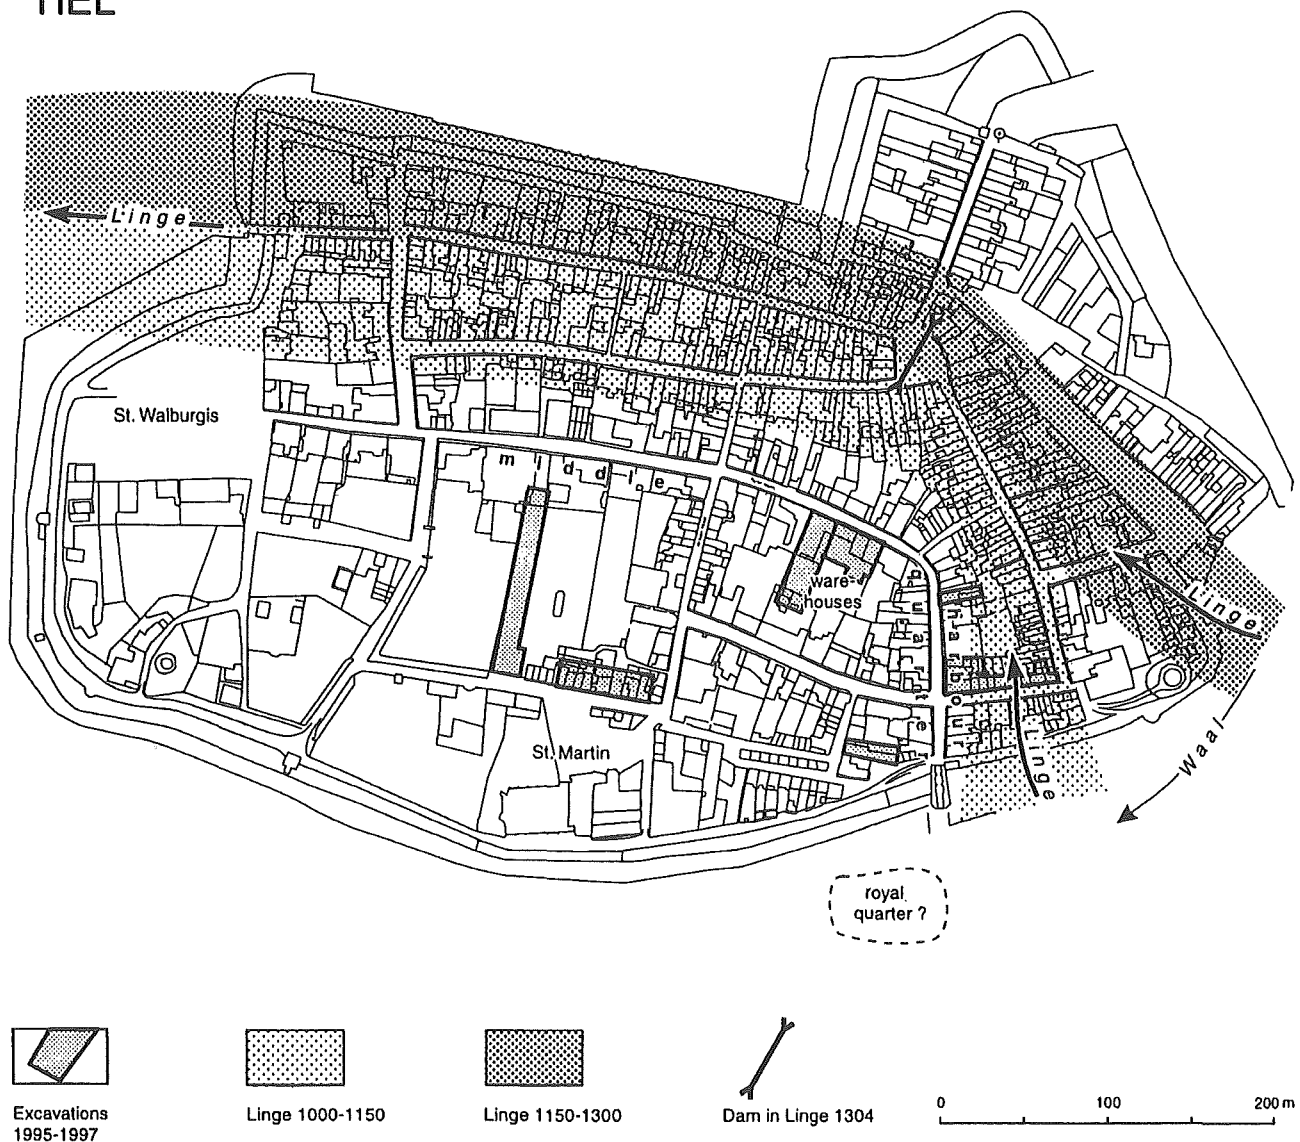 TIEL
Linge
St. Walburgis
middle
ware-
houses
quarter
harbour
Linge
Linge
Waal
St. Martin
royal
quarter ?
Excavations
1995-1997
Linge 1000-1150
Linge 1150-1300
Dam in Linge 1304
0 100 200 m